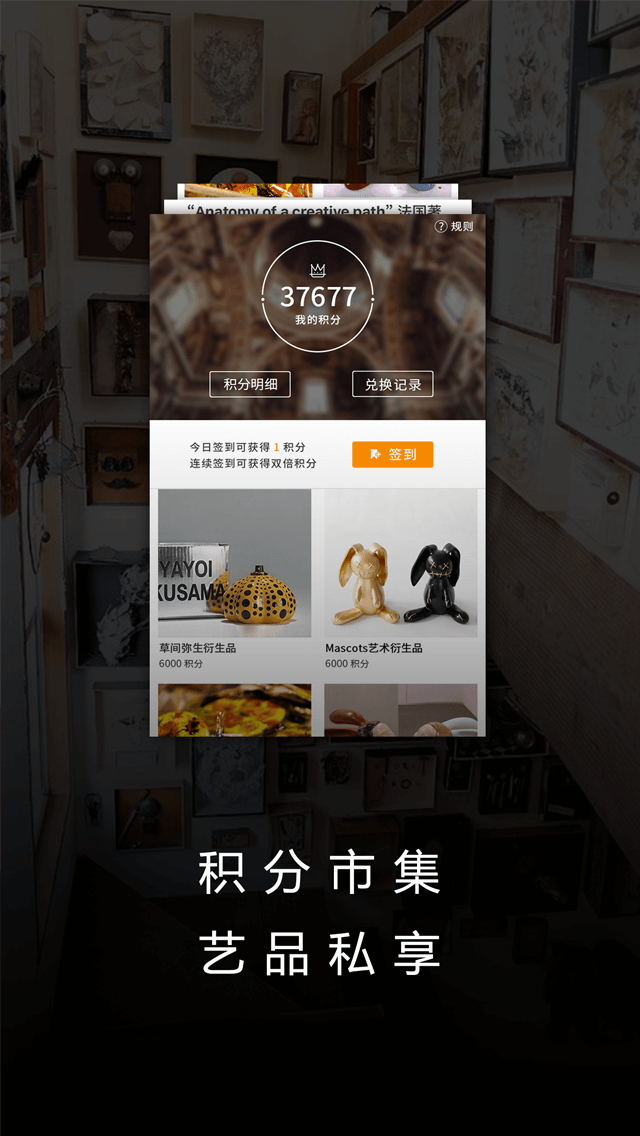 “Anatomy of a creative path” 法国著
? 规则
37677
我的积分
积分明细
兑换记录
今日签到可获得 1 积分
连续签到可获得双倍积分
签到
YAYOI
KUSAMA
草间弥生衍生品
6000 积分
Mascots艺术衍生品
6000 积分
积分市集
艺品私享